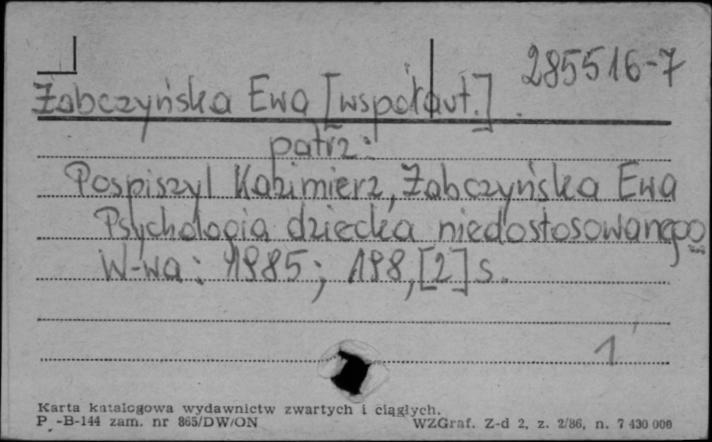 285516-7
Żabczyńska Ewa [współaut.]
patrz:
Pospiszyl Kazimierz, Żabczyńska Ewa
Psychologia dziecka niedostosowanego
W-wa: 1985; 198, [2] s.
1
Karta katalogowa wydawnictw zwartych i ciągłych.
P-B-144 zam. nr 865/DW/ON WZGraf. Z-d 2, z. 2/86, n. 7 430 000